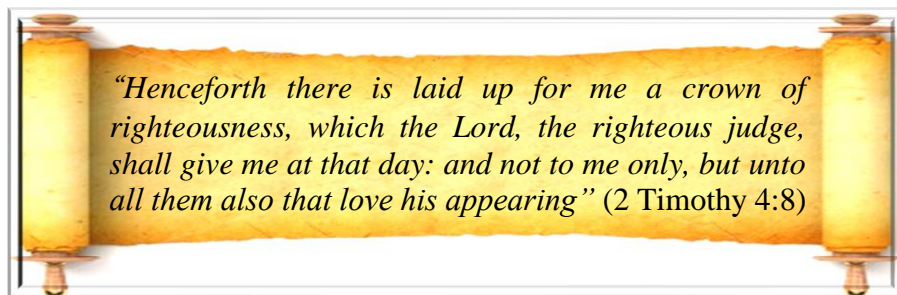 “Henceforth there is laid up for me a crown of
righteousness, which the Lord, the righteous judge,
shall give me at that day: and not to me only, but unto
all them also that love his appearing” (2 Timothy 4:8)